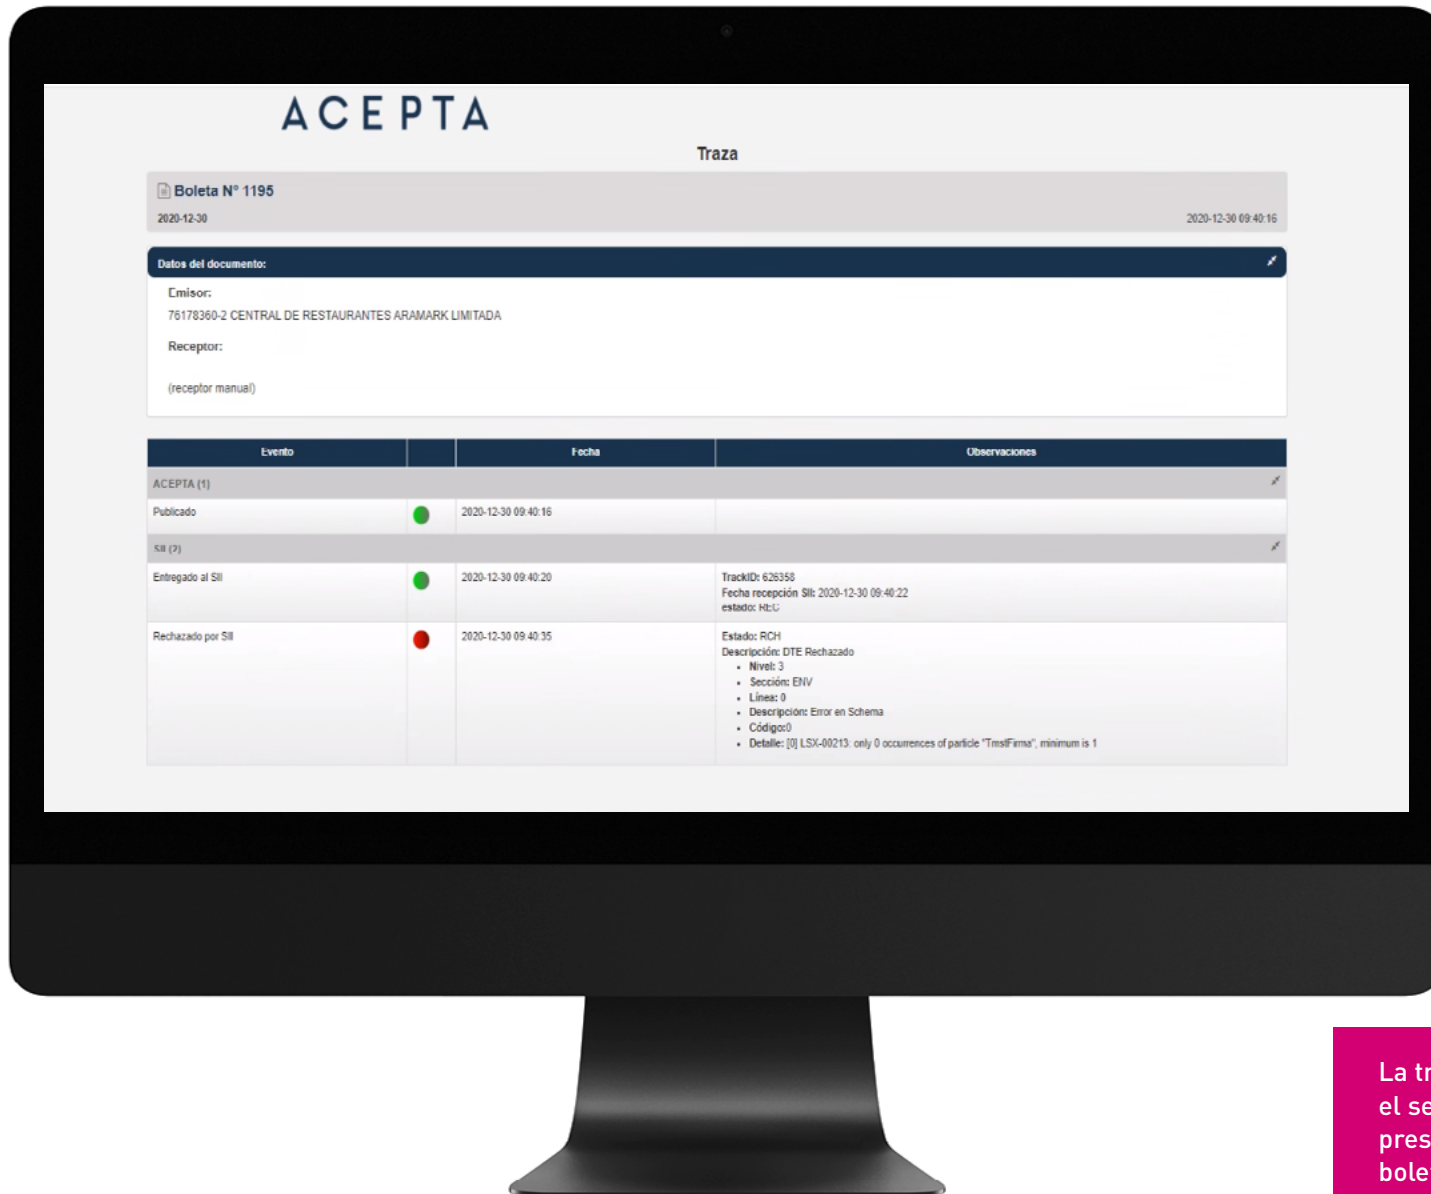 ACEPTA
Traza
Boleta N° 1195
2020-12-30 2020-12-30 09:40:16
Datos del documento:
Emisor:
76178360-2 CENTRAL DE RESTAURANTES ARAMARK LIMITADA
Receptor:
(receptor manual)
Evento Fecha Observaciones
ACEPTA (1)
Publicado 2020-12-30 09:40:16
SII (2)
Entregado al SII 2020-12-30 09:40:20 TrackID: 626358
Fecha recepción SII: 2020-12-30 09:40:22
estado: REC
Rechazado por SII 2020-12-30 09:40:35 Estado: RCH
Descripción: DTE Rechazado
• Nivel: 3
• Sección: ENV
• Línea: 0
• Descripción: Error en Schema
• Código:0
• Detalle: [0] LSX-00213: only 0 occurrences of particle "TmstFirma", minimum is 1
La tr
el se
pres
bole